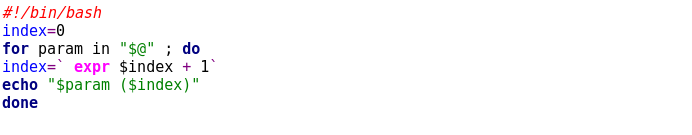 #!/bin/bash
index=0
for param in "$@" ; do
index=` expr $index + 1`
echo "$param ($index)"
done